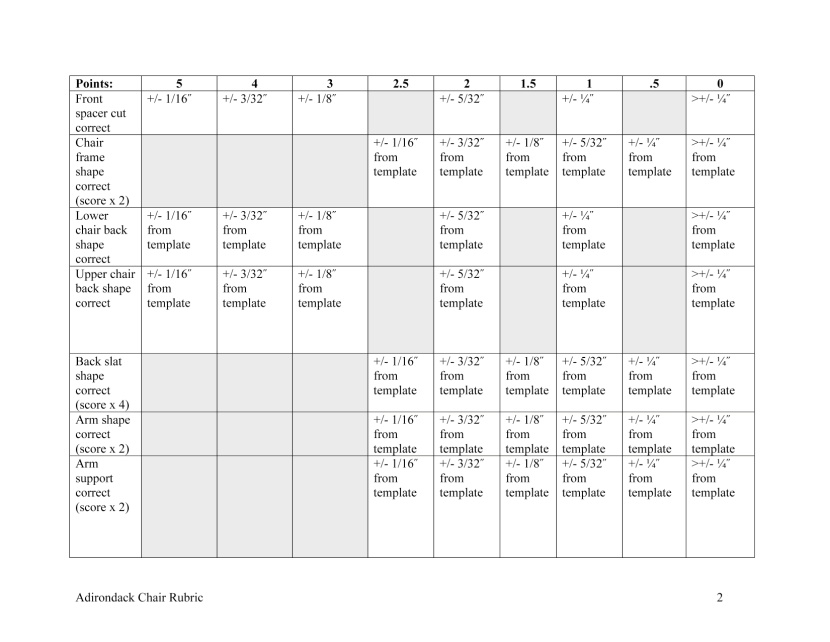 Points: 5 4 3 2.5 2 1.5 1 .5 0
Front +/- 1/16˝ +/- 3/32˝ +/- 1/8˝ +/- 5/32˝ +/- ¼˝ >+/- ¼˝
spacer cut
correct
Chair +/- 1/16˝ +/- 3/32˝ +/- 1/8˝ +/- 5/32˝ +/- ¼˝ >+/- ¼˝
frame from from from from from from
shape template template template template template template
correct
(score x 2)
Lower +/- 1/16˝ +/- 3/32˝ +/- 1/8˝ +/- 5/32˝ +/- ¼˝ >+/- ¼˝
chair back from from from from from from
shape template template template template template template
correct
Upper chair +/- 1/16˝ +/- 3/32˝ +/- 1/8˝ +/- 5/32˝ +/- ¼˝ >+/- ¼˝
back shape from from from from from from
correct template template template template template template
Back slat +/- 1/16˝ +/- 3/32˝ +/- 1/8˝ +/- 5/32˝ +/- ¼˝ >+/- ¼˝
shape from from from from from from
correct template template template template template template
(score x 4)
Arm shape +/- 1/16˝ +/- 3/32˝ +/- 1/8˝ +/- 5/32˝ +/- ¼˝ >+/- ¼˝
correct from from from from from from
(score x 2) template template template template template template
Arm +/- 1/16˝ +/- 3/32˝ +/- 1/8˝ +/- 5/32˝ +/- ¼˝ >+/- ¼˝
support from from from from from from
correct template template template template template template
(score x 2)
Adirondack Chair Rubric 2